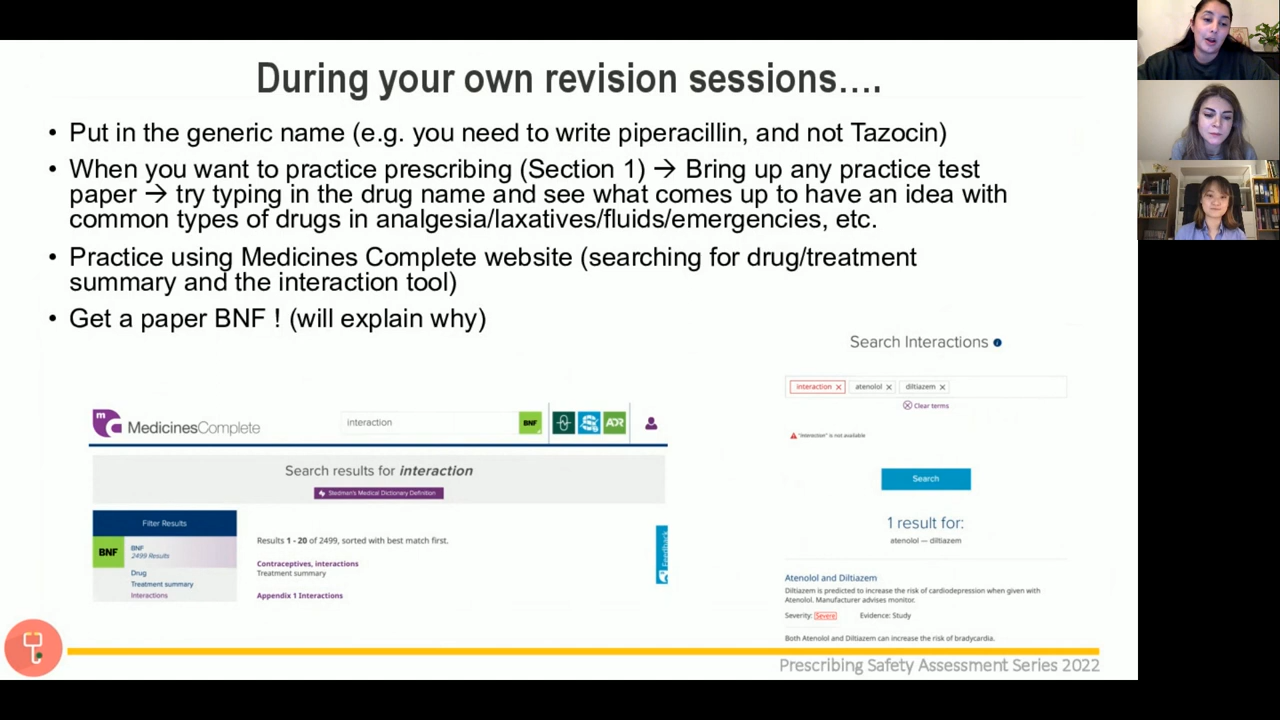 During your own revision sessions....
• Put in the generic name (e.g. you need to write piperacillin, and not Tazocin)
• When you want to practice prescribing (Section 1) → Bring up any practice test
paper → try typing in the drug name and see what comes up to have an idea with
common types of drugs in analgesia/laxatives/fluids/emergencies, etc.
• Practice using Medicines Complete website (searching for drug/treatment
summary and the interaction tool)
• Get a paper BNF ! (will explain why)
mc MedicinesComplete
interaction
BNF
ADR
Search results for interaction
Stedman's Medical Dictionary Definition
Filter Results
BNF
BNF
2499 Results
Drug
Treatment summary
Interactions
Results 1 - 20 of 2499, sorted with best match first.
Contraceptives, interactions
Treatment summary
Appendix 1 Interactions
Feedback
Search Interactions
interaction
atenolol
diltiazem
Clear terms
"Interaction" is not available
Search
1 result for:
atenolol — diltiazem
Atenolol and Diltiazem
Diltiazem is predicted to increase the risk of cardiodepression when given with
Atenolol. Manufacturer advises monitor.
Severity: Severe Evidence: Study
Both Atenolol and Diltiazem can increase the risk of bradycardia.
Prescribing Safety Assessment Series 2022